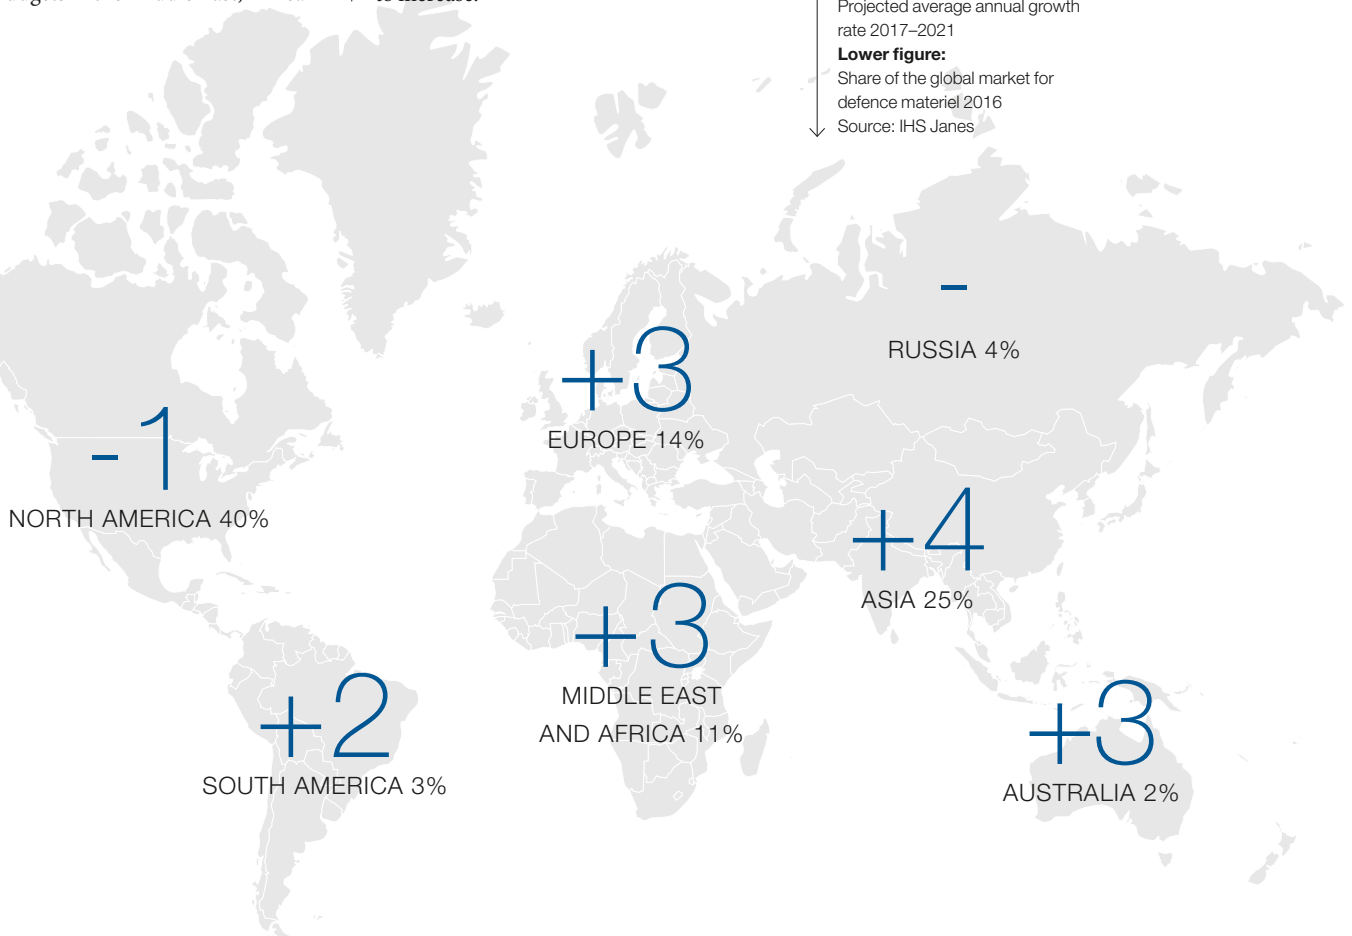 is increase.
Projected average annual growth
rate 2017–2021
Lower figure:
Share of the global market for
defence materiel 2016
Source: IHS Janes
-
RUSSIA 4%
+3
EUROPE 14%
-1
NORTH AMERICA 40%
+4
ASIA 25%
+3
MIDDLE EAST
AND AFRICA 11%
+2
SOUTH AMERICA 3%
+3
AUSTRALIA 2%